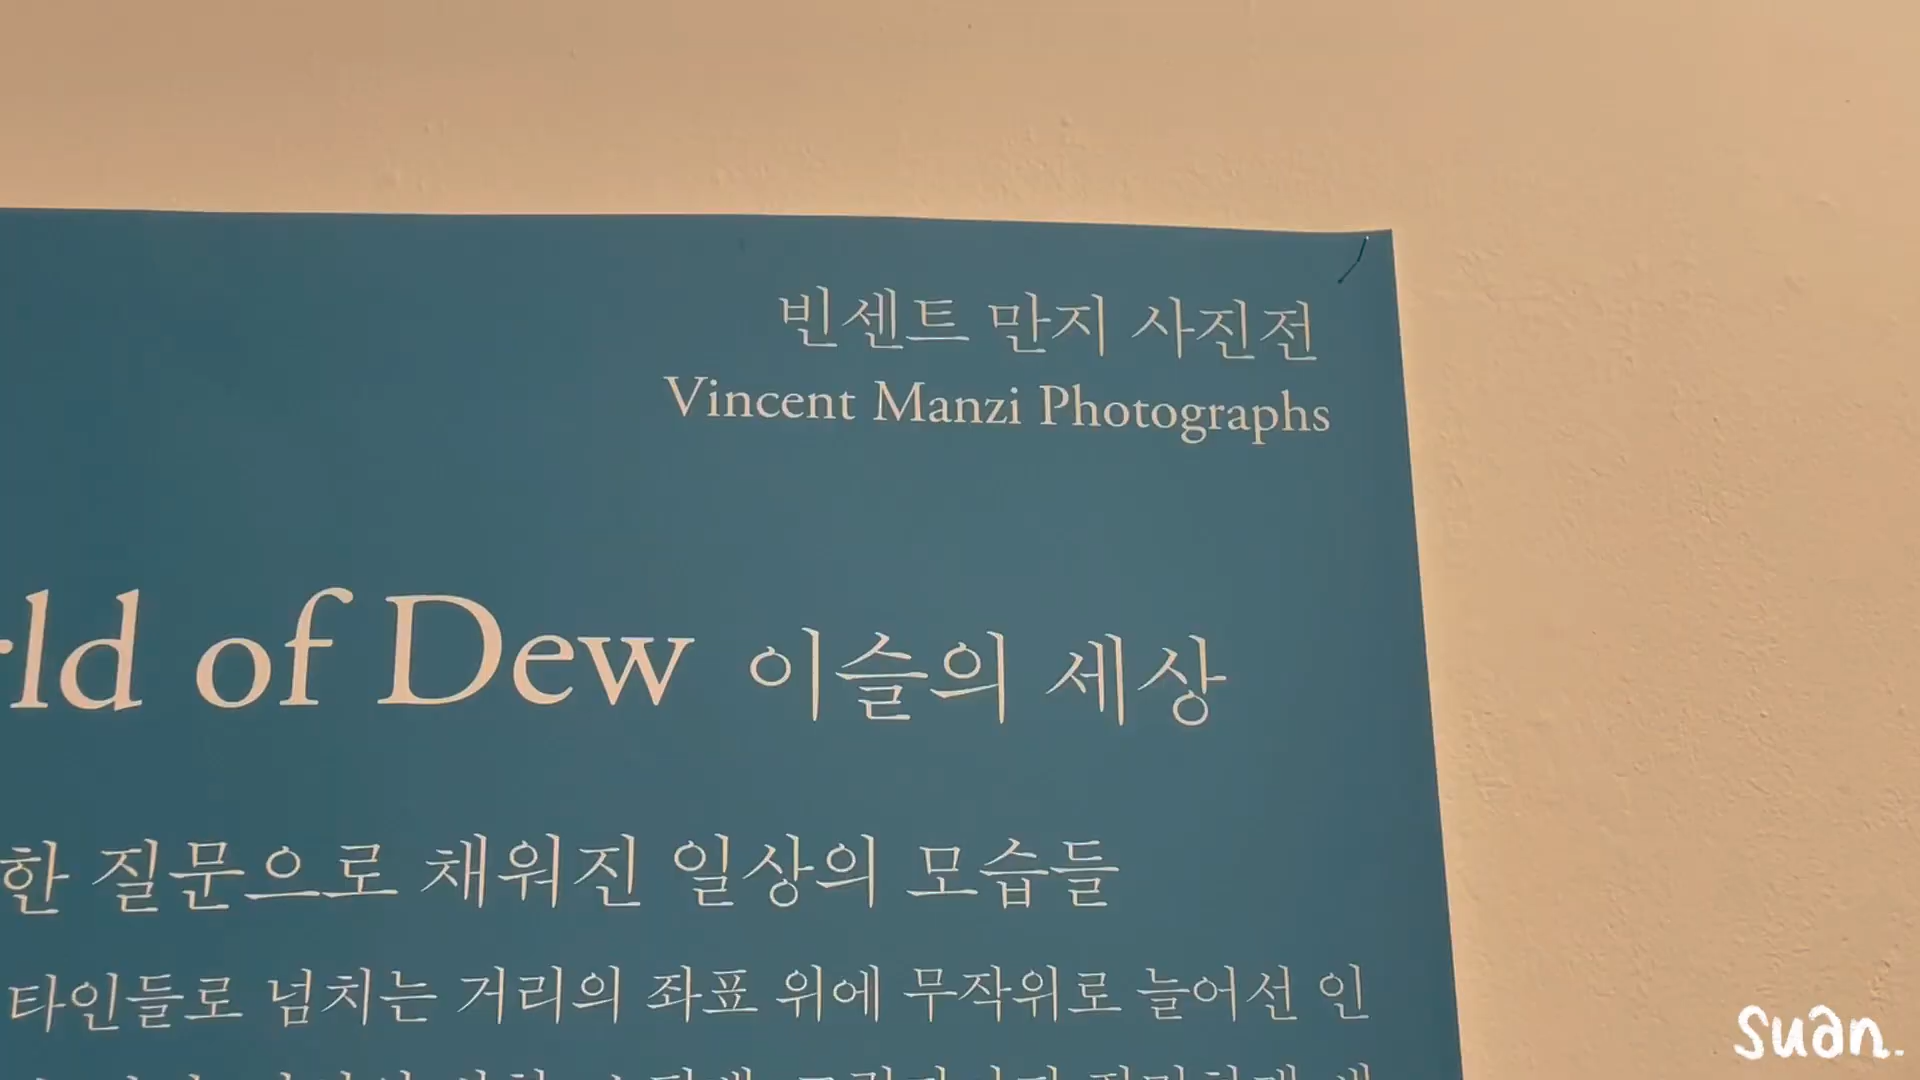 빈센트 만지 사진전
Vincent Manzi Photographs
of Dew 이슬의 세상
질문으로 채워진 일상의 모습들
타인들로 넘치는 거리의 좌표 위에 무작위로 늘어선 인
suan.